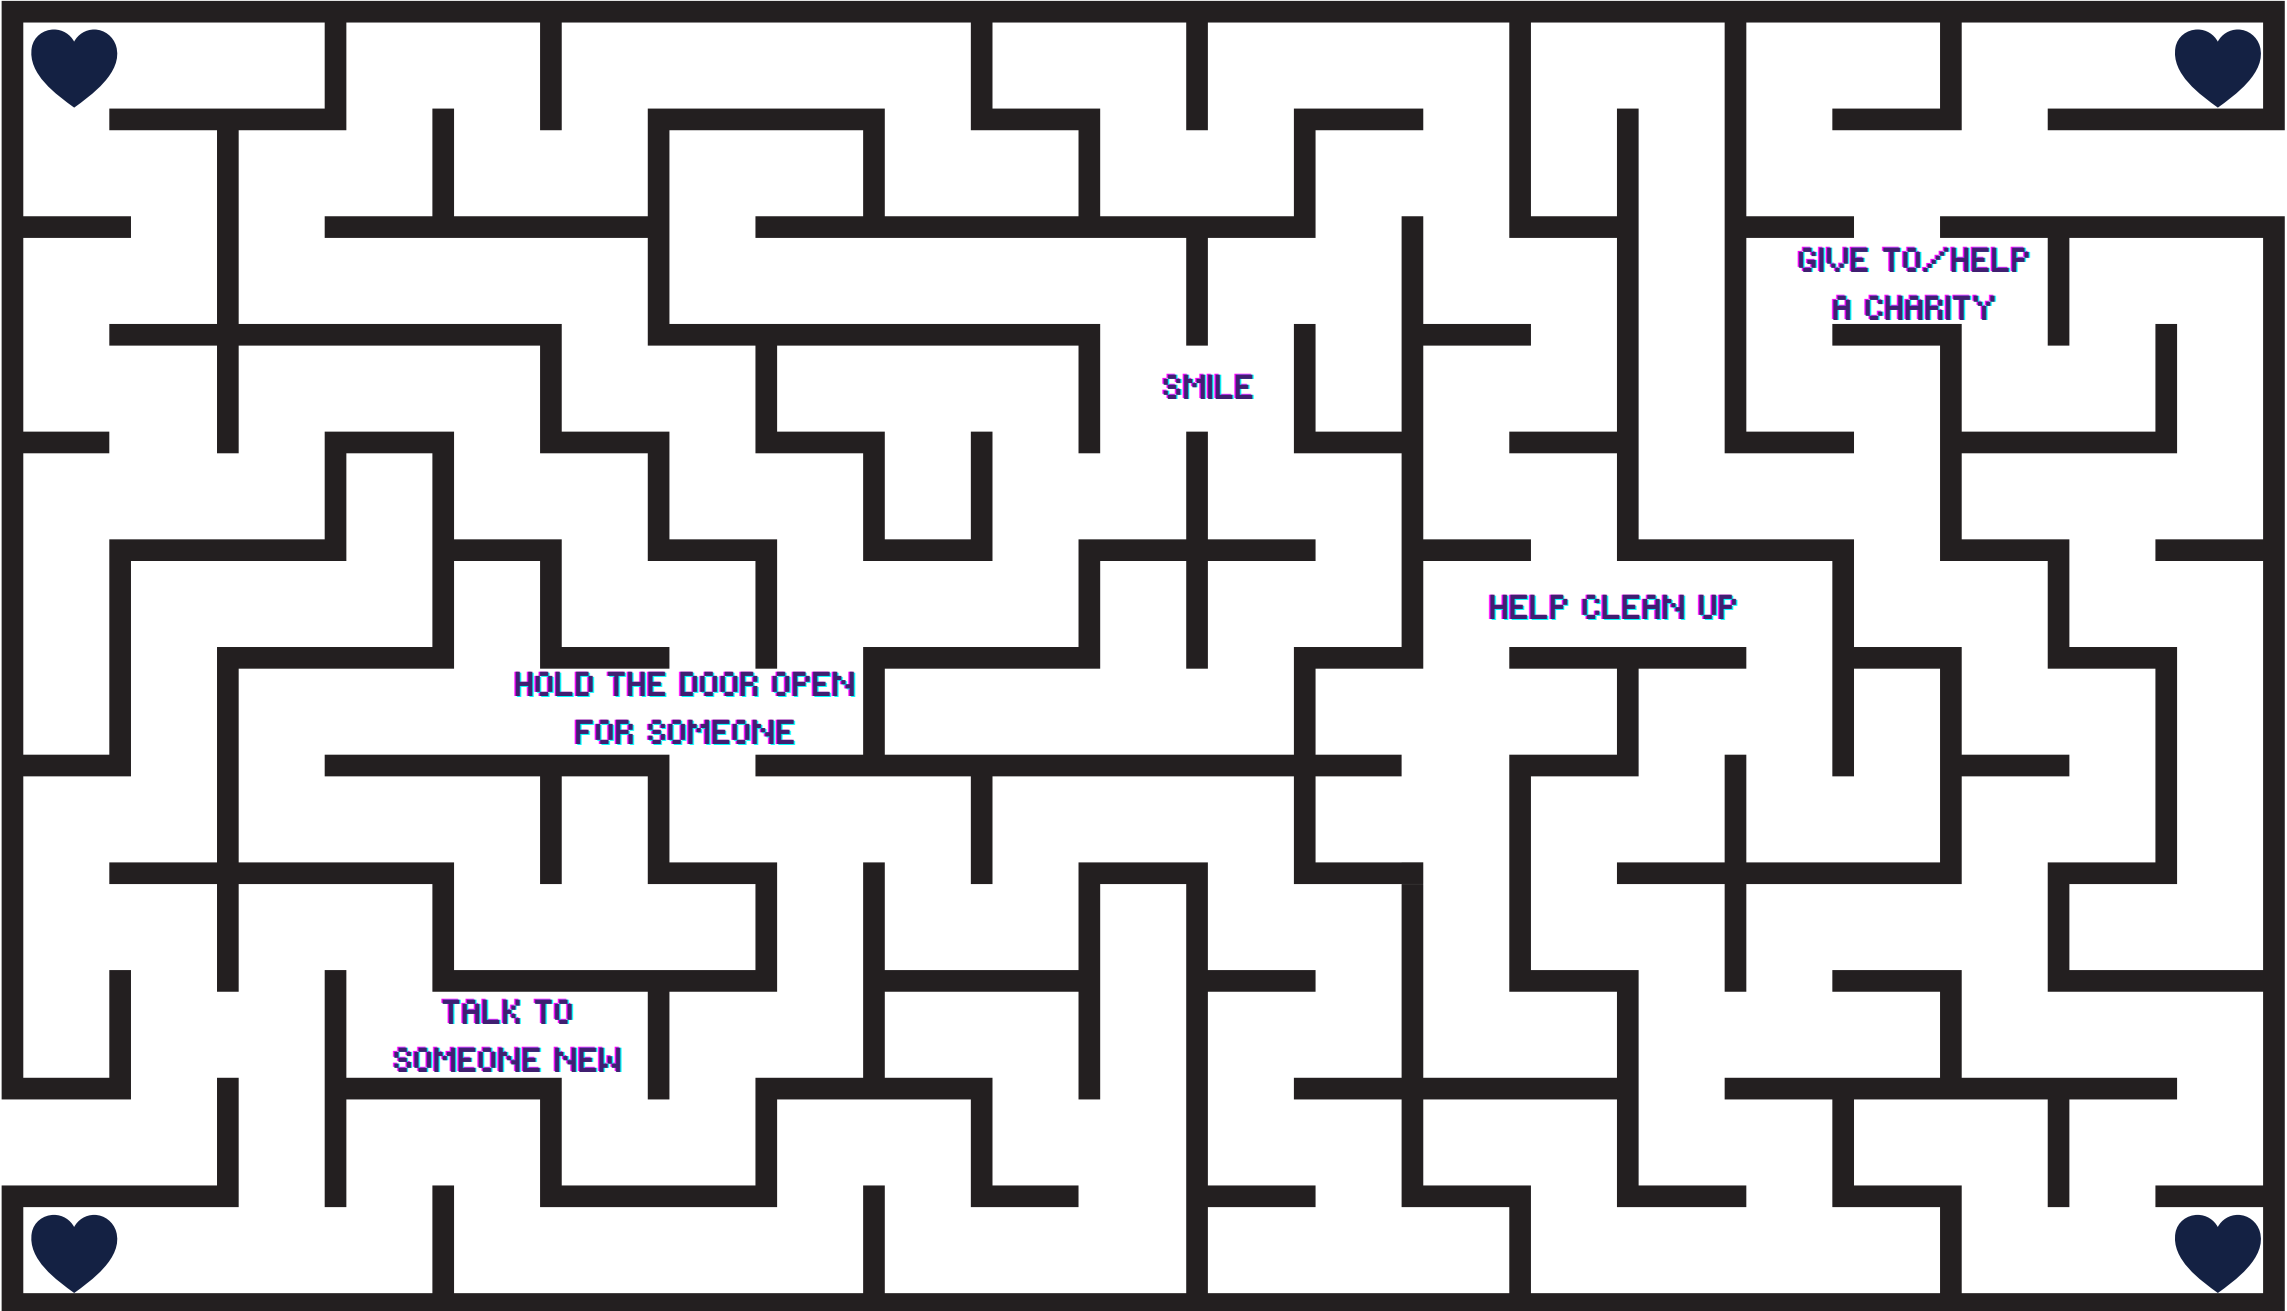 GIVE TO/HELP
A CHARITY
SMILE
HELP CLEAN UP
HOLD THE DOOR OPEN
FOR SOMEONE
TALK TO
SOMEONE NEW